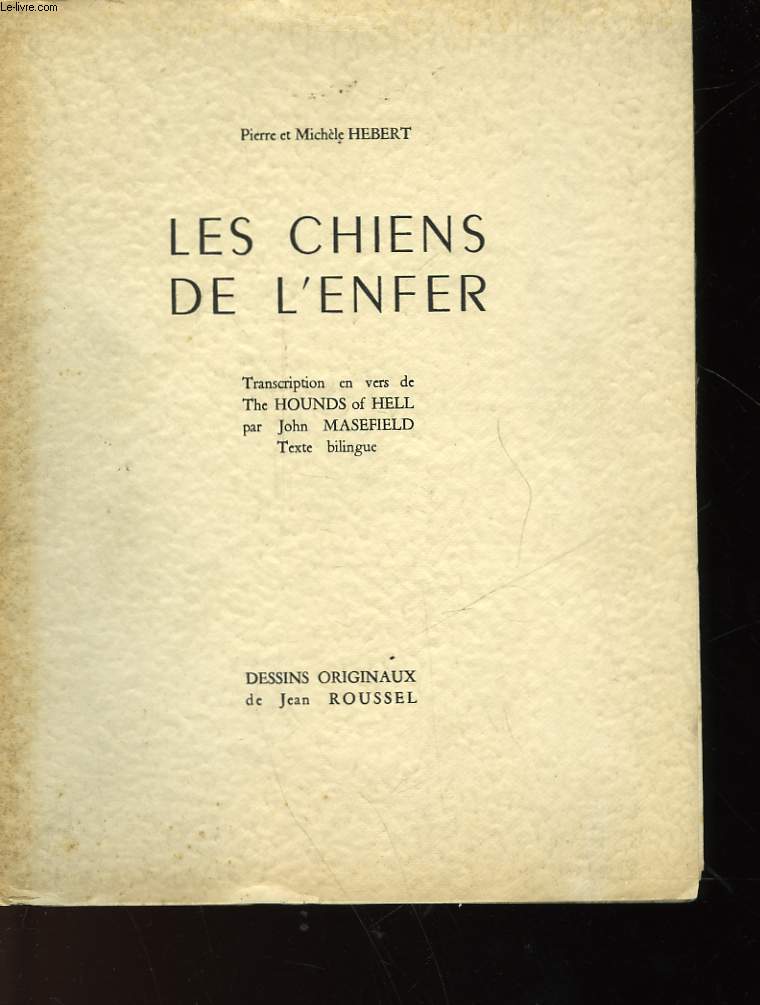 Le-livre.com
Pierre et Michèle HEBERT
LES CHIENS
DE L'ENFER
Transcription en vers de
The HOUNDS of HELL
par John MASEFIELD
Texte bilingue
DESSINS ORIGINAUX
de Jean ROUSSEL